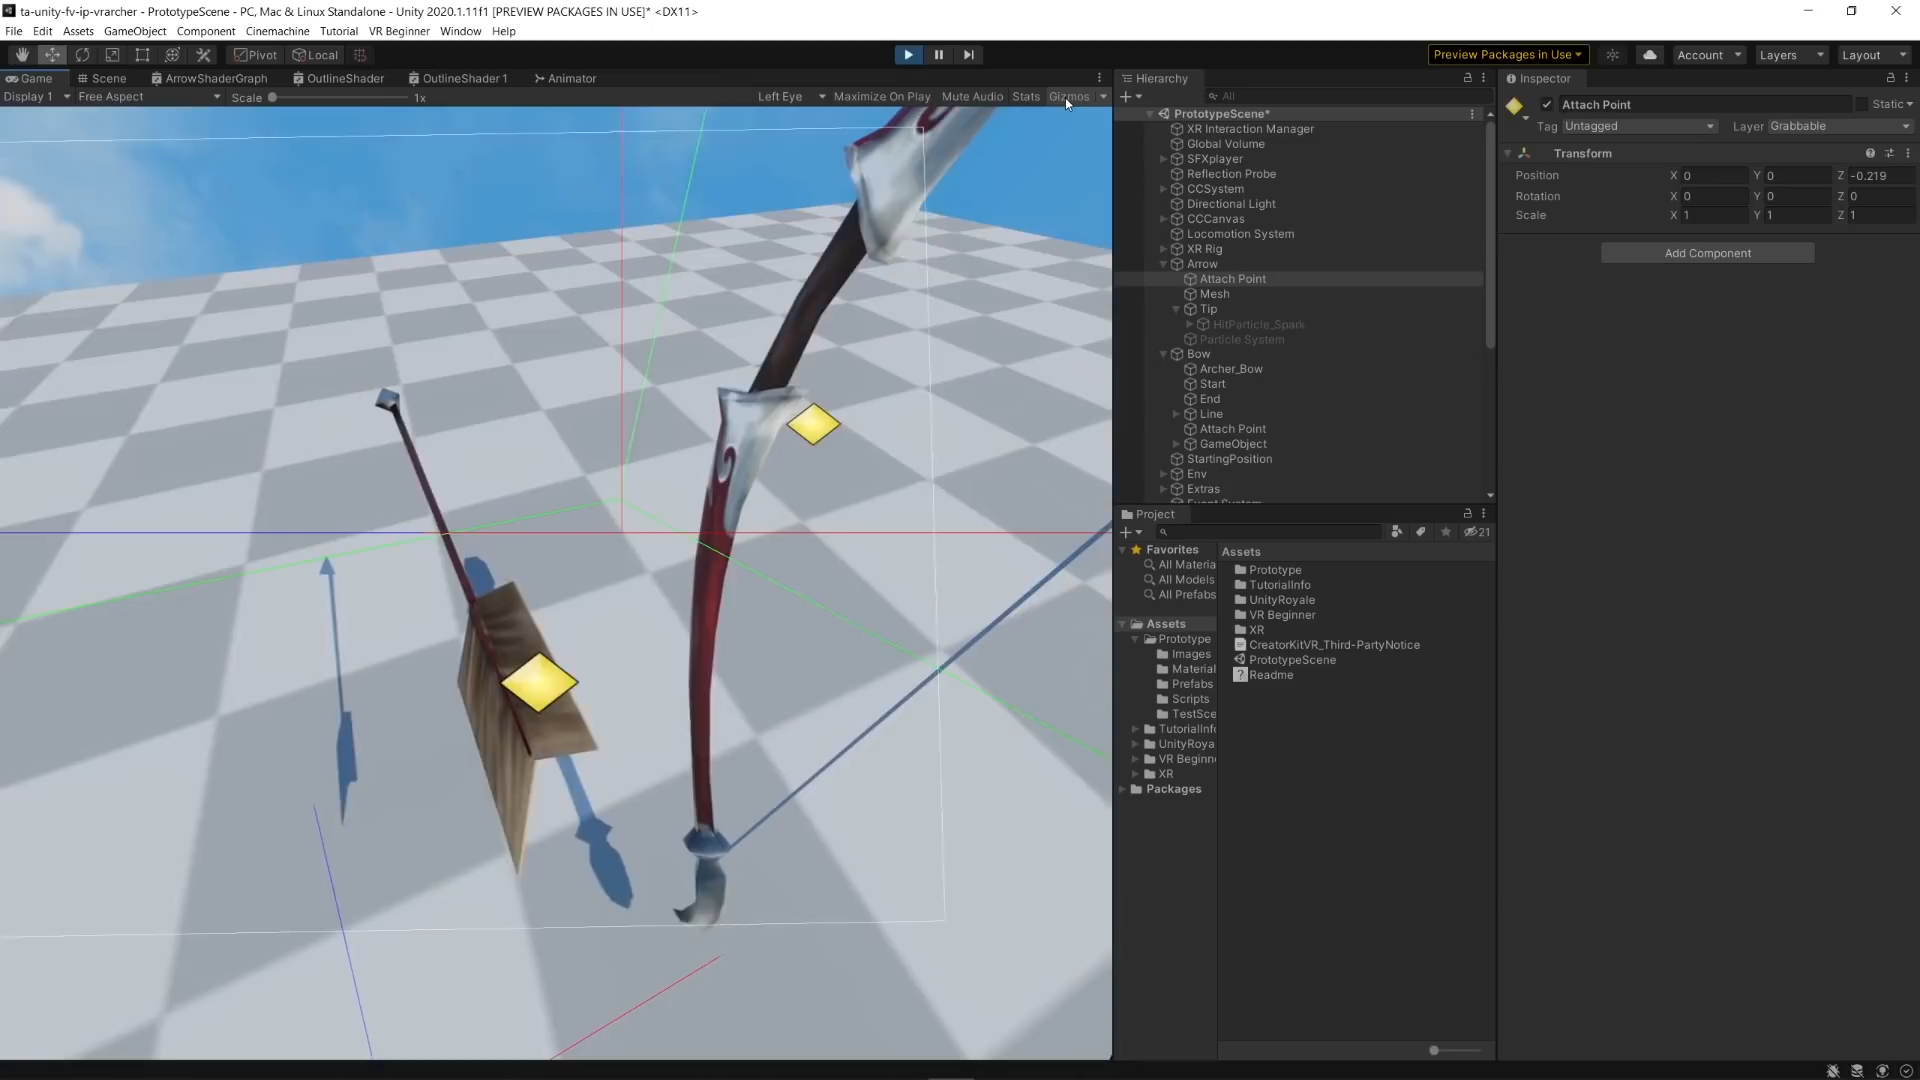 ta-unity-fv-ip-vrarcher - PrototypeScene - PC, Mac & Linux Standalone - Unity 2020.1.11f1 [PREVIEW PACKAGES IN USE]* <DX11>
File Edit Assets GameObject Component Cinemachine Tutorial VR Beginner Window Help
Pivot Local Preview Packages in Use Account Layers Layout
Game Scene ArrowShaderGraph OutlineShader OutlineShader 1 Animator
Display 1 Free Aspect Scale 1x Left Eye Maximize On Play Mute Audio Stats Gizmos
Hierarchy
All
PrototypeScene*
XR Interaction Manager
Global Volume
SFXplayer
Reflection Probe
CCSystem
Directional Light
CCCanvas
Locomotion System
XR Rig
Arrow
Attach Point
Mesh
Tip
HitParticle_Spark
Particle System
Bow
Archer_Bow
Start
End
Line
Attach Point
GameObject
StartingPosition
Env
Extras
Project
21
Favorites
All Materia
All Models
All Prefabs
Assets
Prototype
Images
Material
Prefabs
Scripts
TestSce
TutorialInfo
UnityRoya
VR Beginn
XR
Packages
Assets
Prototype
TutorialInfo
UnityRoyale
VR Beginner
XR
CreatorKitVR_Third-PartyNotice
PrototypeScene
Readme
Inspector
Attach Point Static
Tag Untagged Layer Grabbable
Transform
Position X 0 Y 0 Z -0.219
Rotation X 0 Y 0 Z 0
Scale X 1 Y 1 Z 1
Add Component